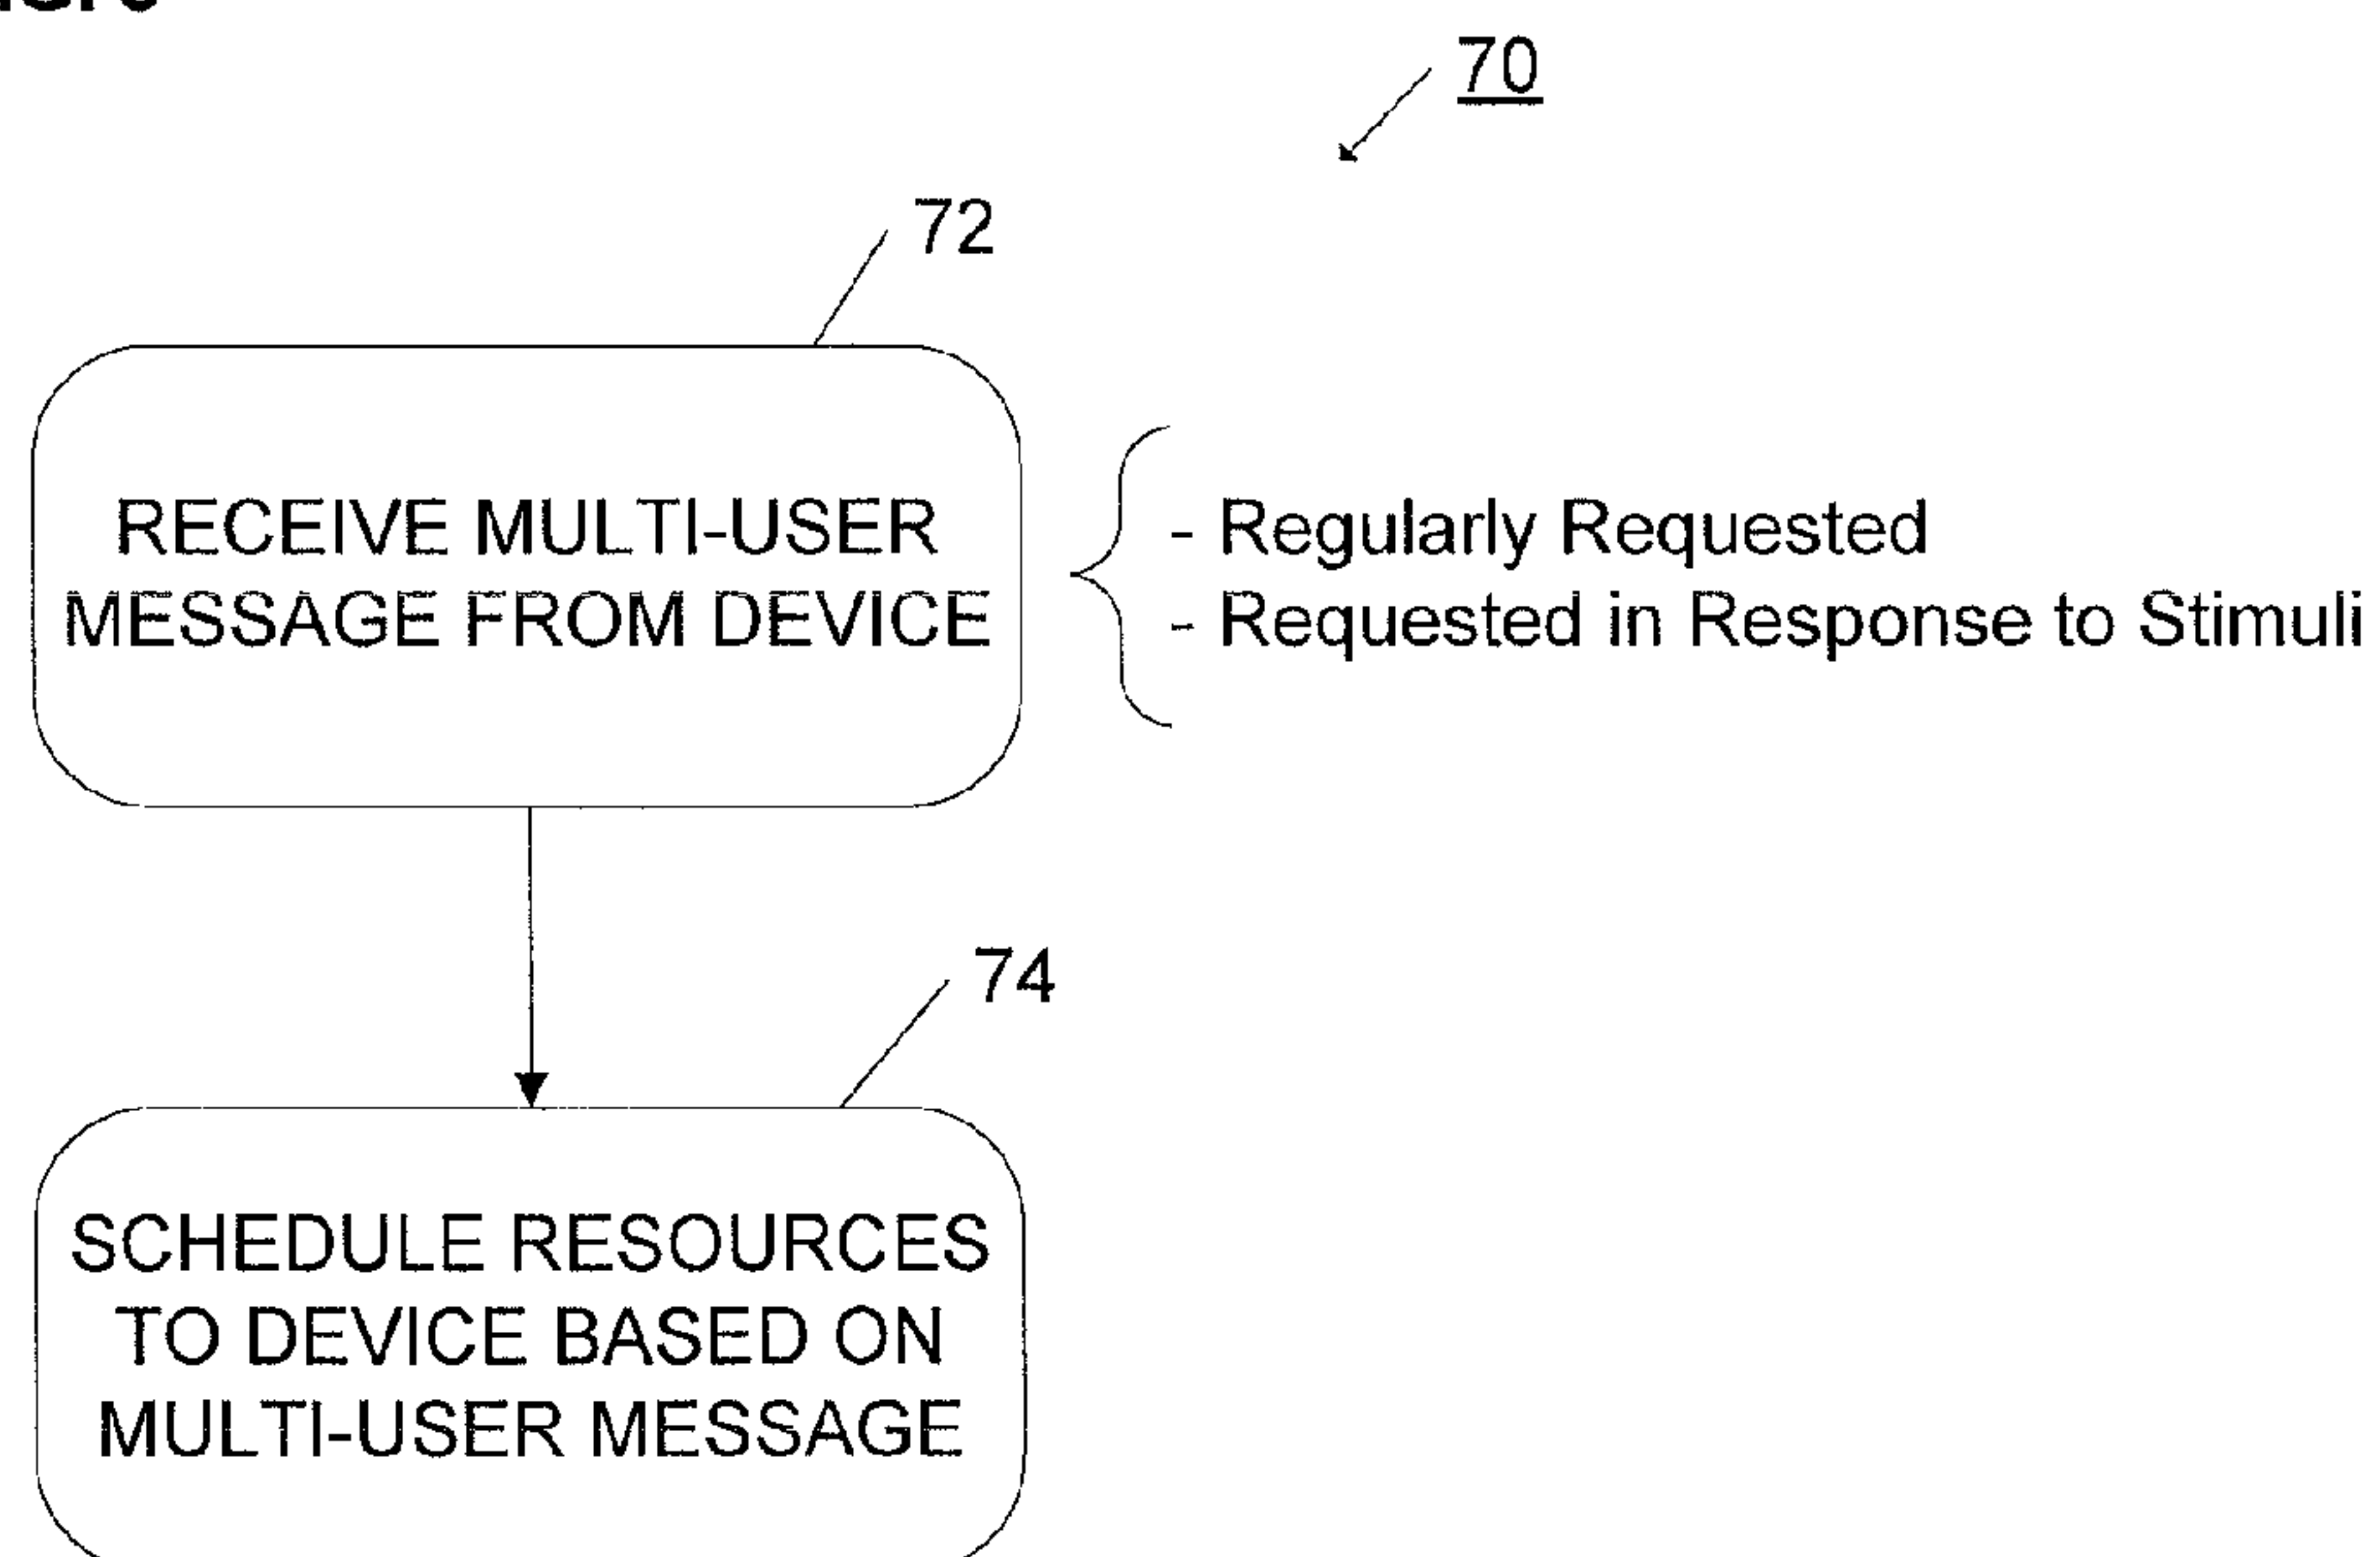 70
72
RECEIVE MULTI-USER
MESSAGE FROM DEVICE
- Regularly Requested
- Requested in Response to Stimuli
74
SCHEDULE RESOURCES
TO DEVICE BASED ON
MULTI-USER MESSAGE